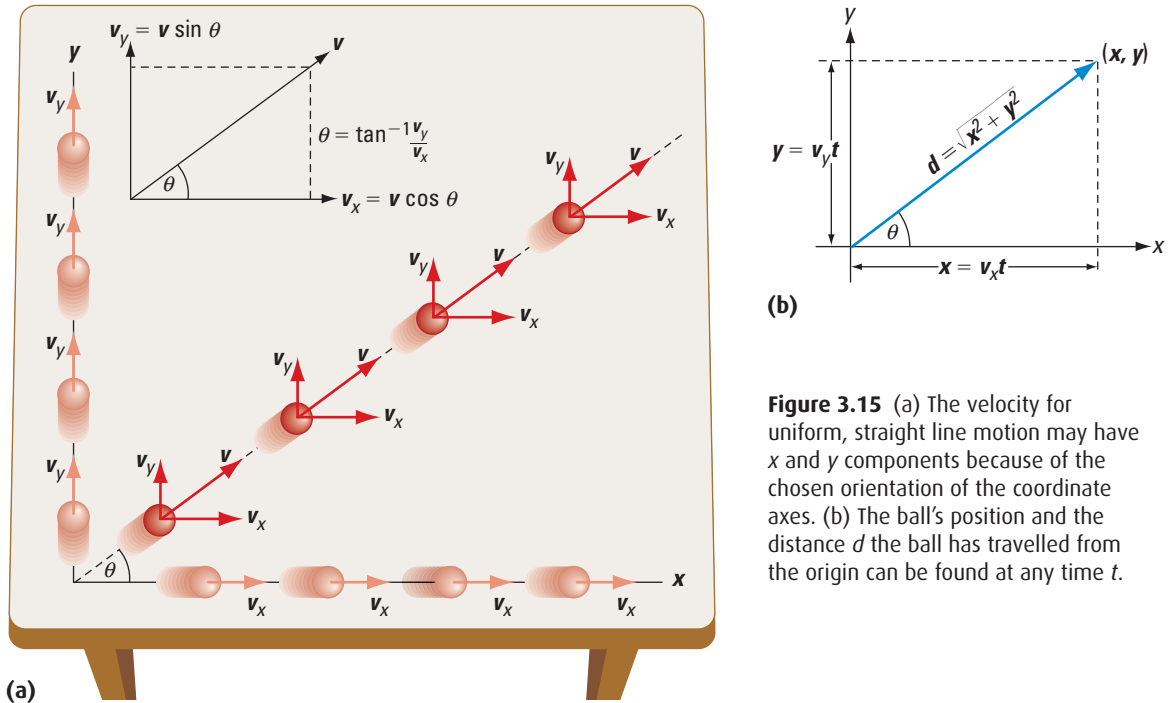 v_y = v sin θ
y
v
v_y
θ = tan⁻¹ v_y/v_x
θ
v_x = v cos θ
v_y
v
v_x
v_y
v_y
v
v_x
v_y
v_y
v
v_x
v_y
v_y
v
v_x
θ
x
v_x
v_x
v_x
v_x
(a)
y
(x, y)
d = √x² + y²
y = v_y t
θ
x
x = v_x t
(b)
Figure 3.15 (a) The velocity for
uniform, straight line motion may have
x and y components because of the
chosen orientation of the coordinate
axes. (b) The ball's position and the
distance d the ball has travelled from
the origin can be found at any time t.